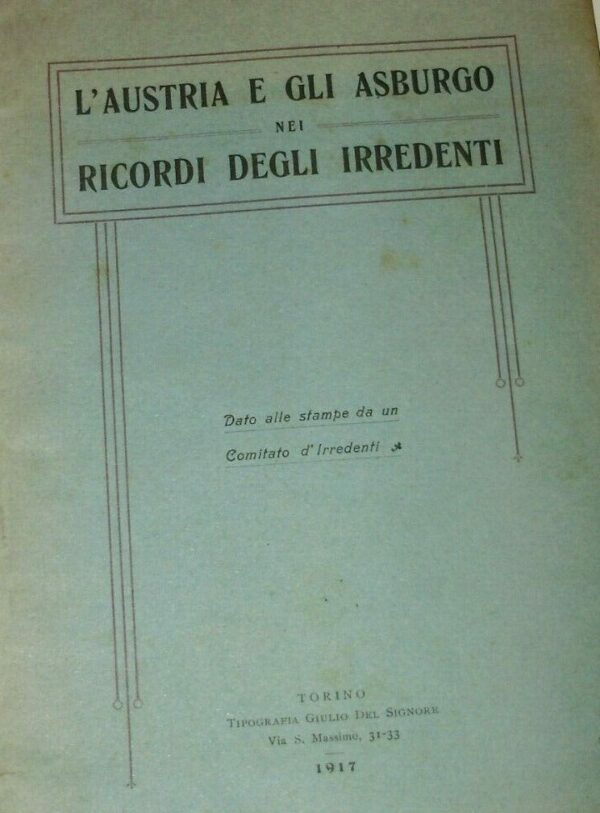 L'AUSTRIA E GLI ASBURGO
NEI
RICORDI DEGLI IRREDENTI
Dato alle stampe da un
Comitato d'Irredenti
TORINO
TIPOGRAFIA GIULIO DEL SIGNORE
Via S. Massimo, 31-33
1917